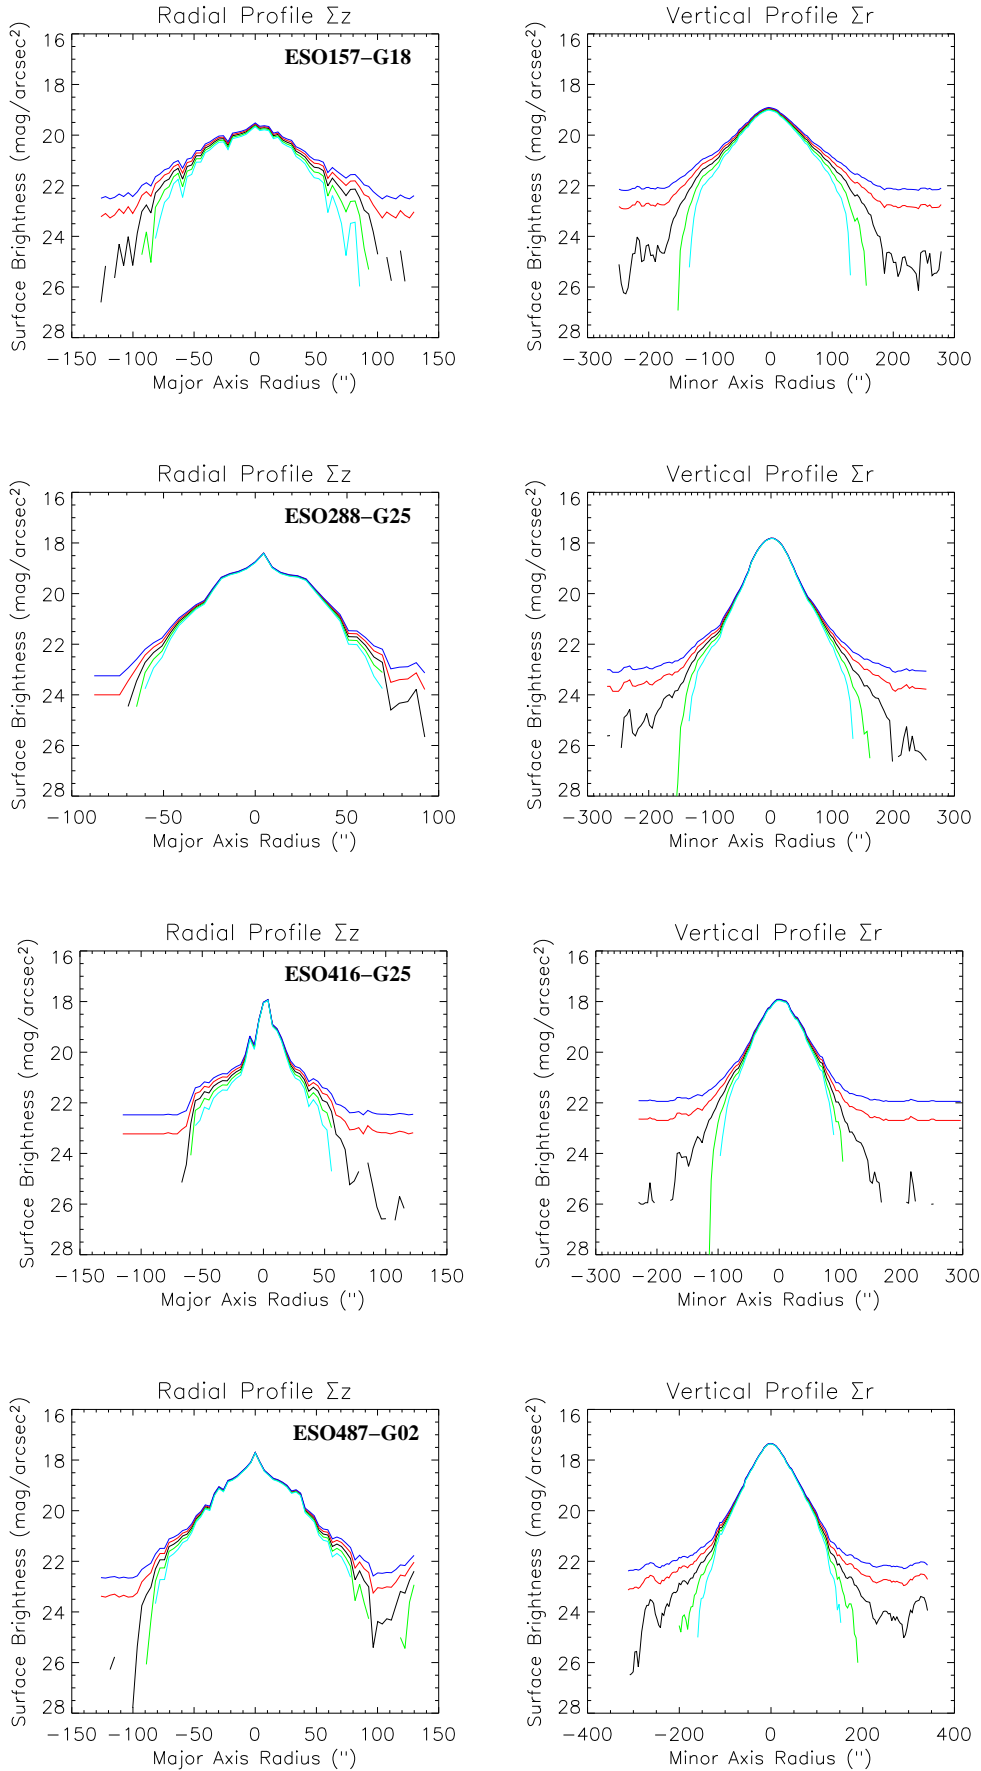 Radial Profile Σz Vertical Profile Σr
ESO157−G18
16 18 20 22 24 26 28
Surface Brightness (mag/arcsec²)
−150 −100 −50 0 50 100 150
Major Axis Radius (")
16 18 20 22 24 26 28
Surface Brightness (mag/arcsec²)
−300 −200 −100 0 100 200 300
Minor Axis Radius (")
Radial Profile Σz Vertical Profile Σr
ESO288−G25
16 18 20 22 24 26 28
Surface Brightness (mag/arcsec²)
−100 −50 0 50 100
Major Axis Radius (")
16 18 20 22 24 26 28
Surface Brightness (mag/arcsec²)
−300 −200 −100 0 100 200 300
Minor Axis Radius (")
Radial Profile Σz Vertical Profile Σr
ESO416−G25
16 18 20 22 24 26 28
Surface Brightness (mag/arcsec²)
−150 −100 −50 0 50 100 150
Major Axis Radius (")
16 18 20 22 24 26 28
Surface Brightness (mag/arcsec²)
−300 −200 −100 0 100 200 300
Minor Axis Radius (")
Radial Profile Σz Vertical Profile Σr
ESO487−G02
16 18 20 22 24 26 28
Surface Brightness (mag/arcsec²)
−150 −100 −50 0 50 100 150
Major Axis Radius (")
16 18 20 22 24 26 28
Surface Brightness (mag/arcsec²)
−400 −200 0 200 400
Minor Axis Radius (")